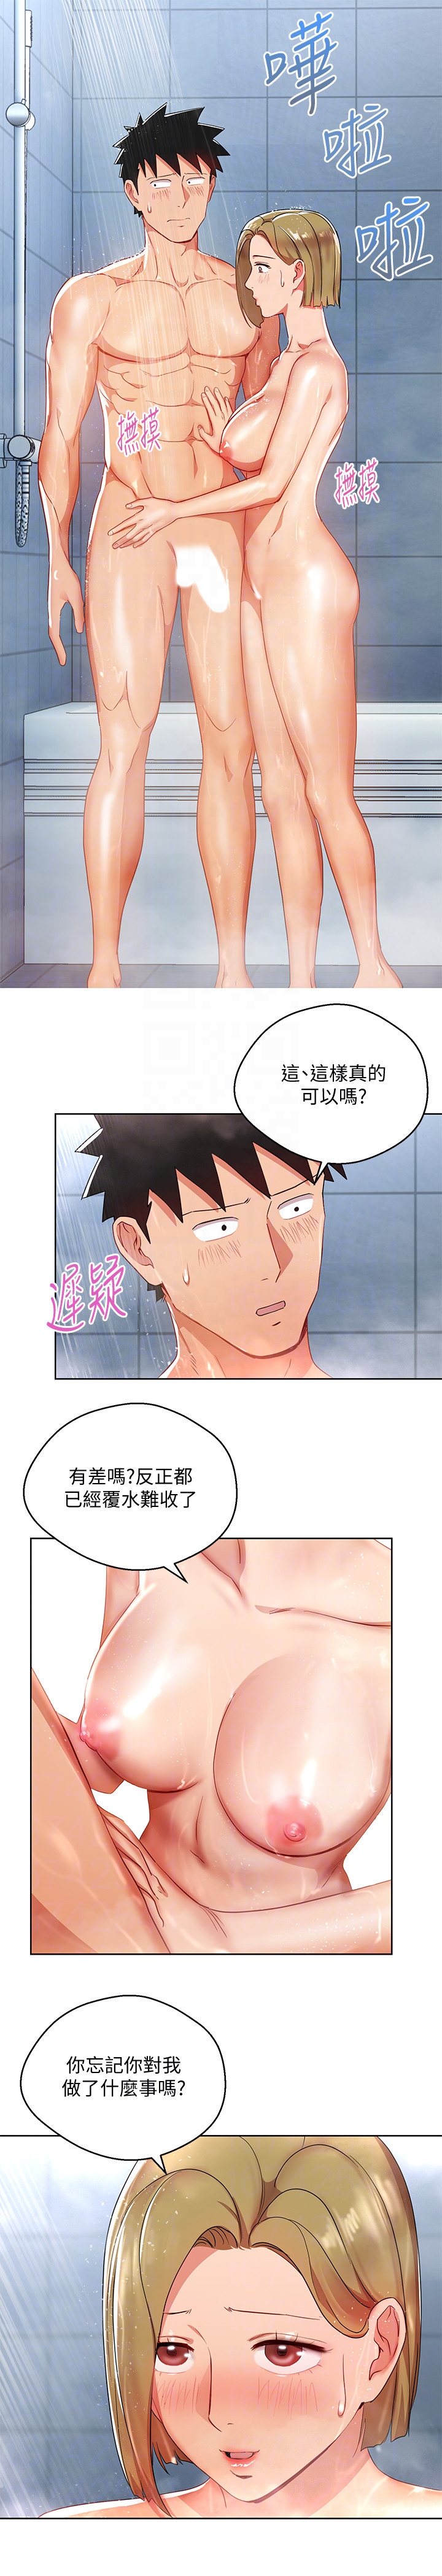 嘩
啦
啦
撫摸
撫摸
這、這樣真的
可以嗎?
遲疑
有差嗎?反正都
已經覆水難收了
你忘記你對我
做了什麼事嗎?